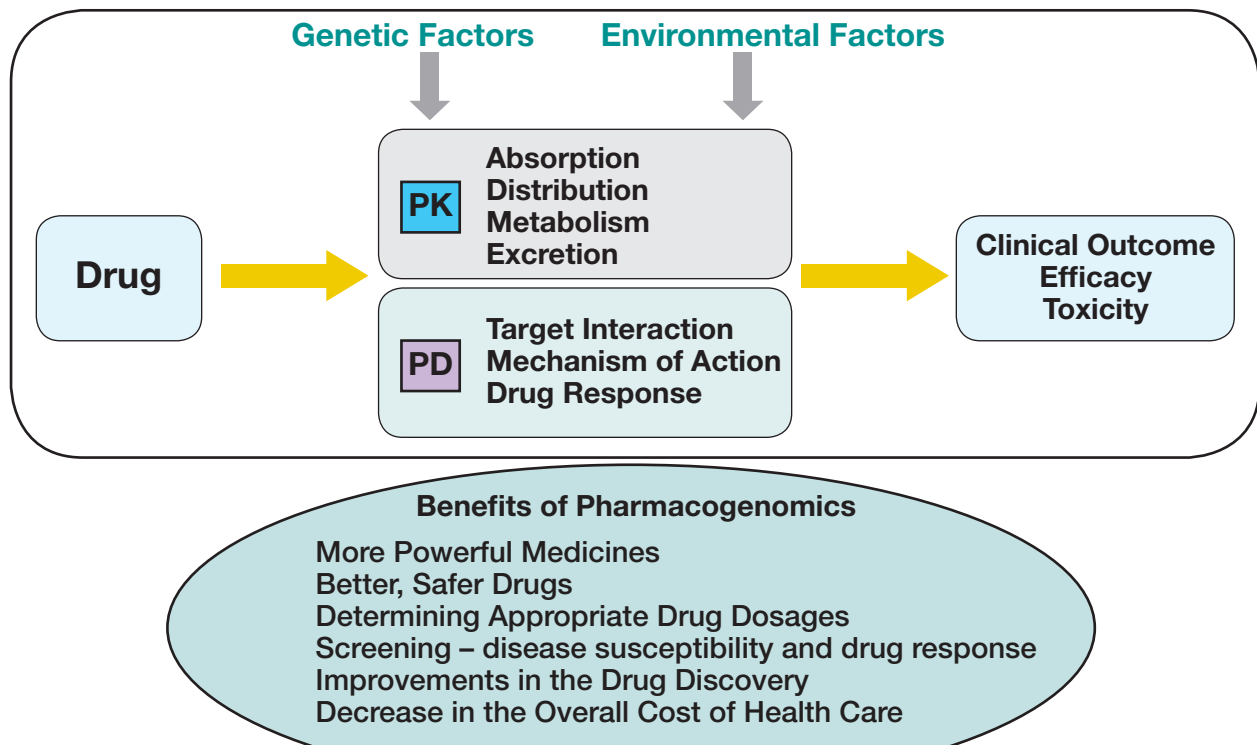 Genetic Factors
Environmental Factors
Drug
PK
Absorption
Distribution
Metabolism
Excretion
PD
Target Interaction
Mechanism of Action
Drug Response
Clinical Outcome
Efficacy
Toxicity
Benefits of Pharmacogenomics
More Powerful Medicines
Better, Safer Drugs
Determining Appropriate Drug Dosages
Screening – disease susceptibility and drug response
Improvements in the Drug Discovery
Decrease in the Overall Cost of Health Care